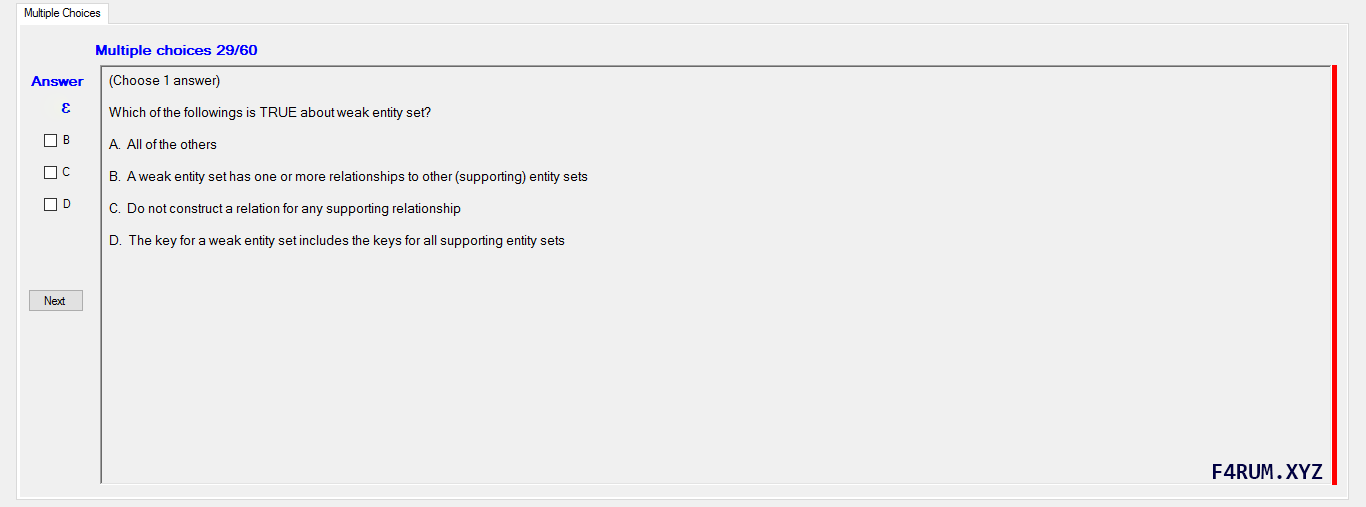 Multiple Choices
Multiple choices 29/60
Answer
(Choose 1 answer)
ε
Which of the followings is TRUE about weak entity set?
B
A. All of the others
C
B. A weak entity set has one or more relationships to other (supporting) entity sets
D
C. Do not construct a relation for any supporting relationship
D. The key for a weak entity set includes the keys for all supporting entity sets
Next
F4RUM.XYZ